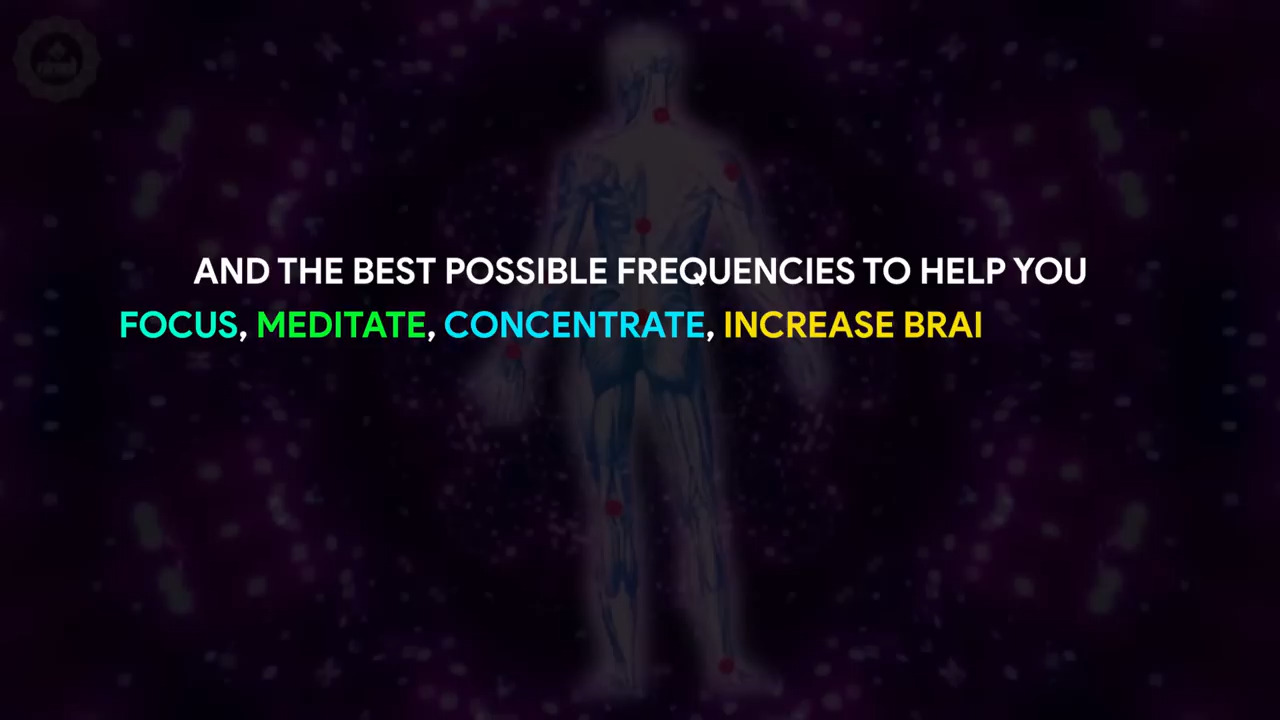 AND THE BEST POSSIBLE FREQUENCIES TO HELP YOU
FOCUS, MEDITATE, CONCENTRATE, INCREASE BRAI